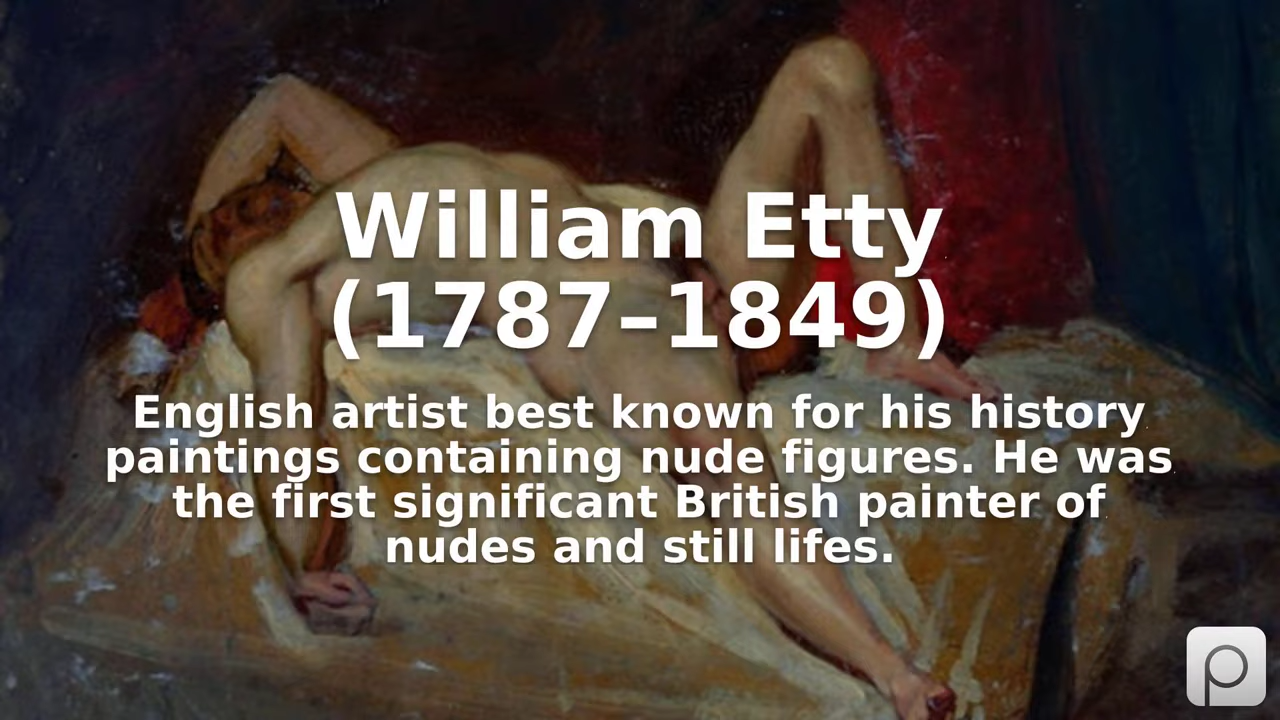 William Etty
(1787–1849)
English artist best known for his history
paintings containing nude figures. He was
the first significant British painter of
nudes and still lifes.